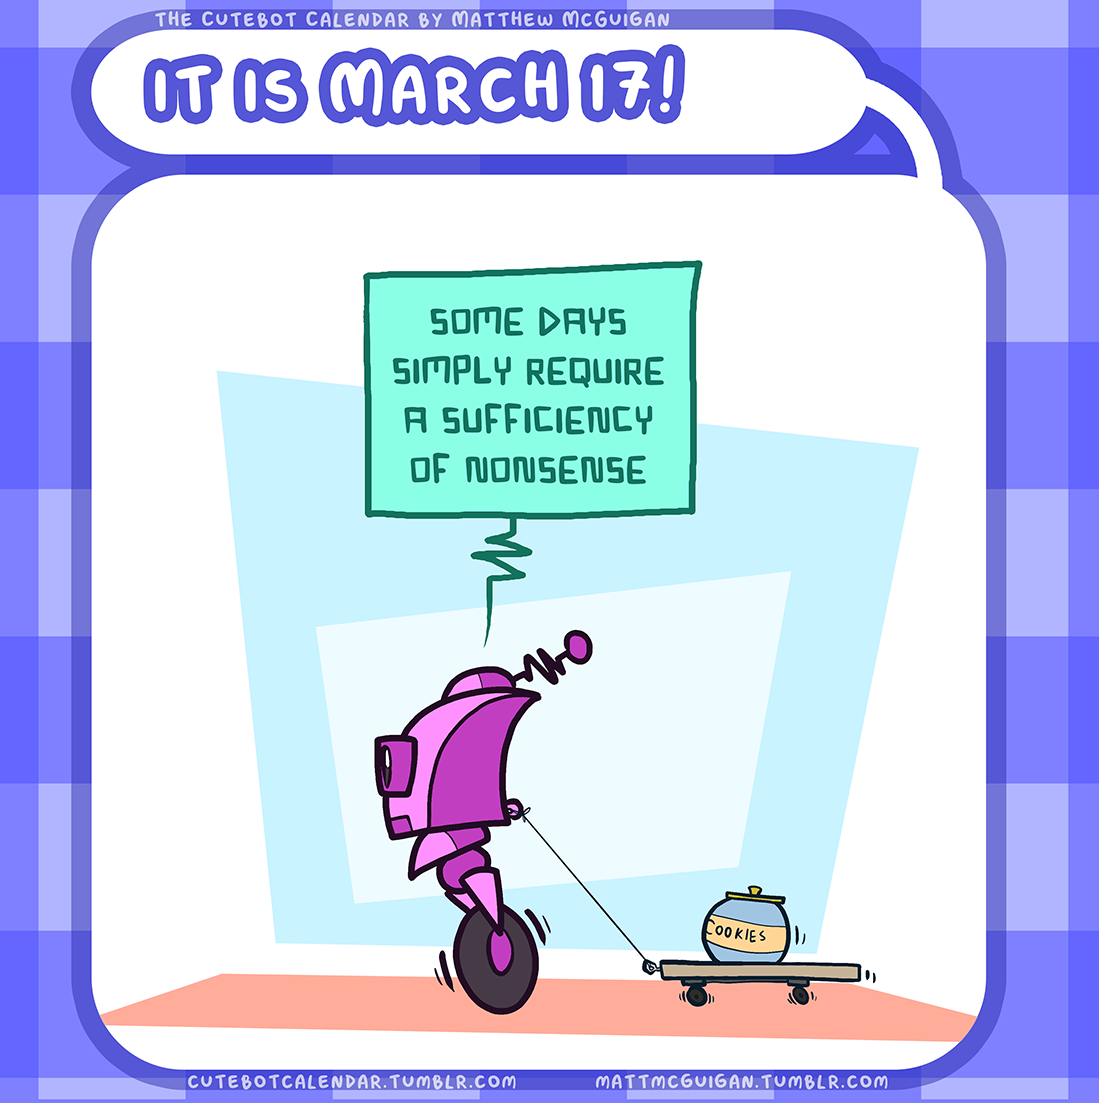 THE CUTEBOT CALENDAR BY MATTHEW MCGUIGAN
IT IS MARCH 17!
SOME DAYS
SIMPLY REQUIRE
A SUFFICIENCY
OF NONSENSE
COOKIES
CUTEBOTCALENDAR.TUMBLR.COM
MATTMCGUIGAN.TUMBLR.COM